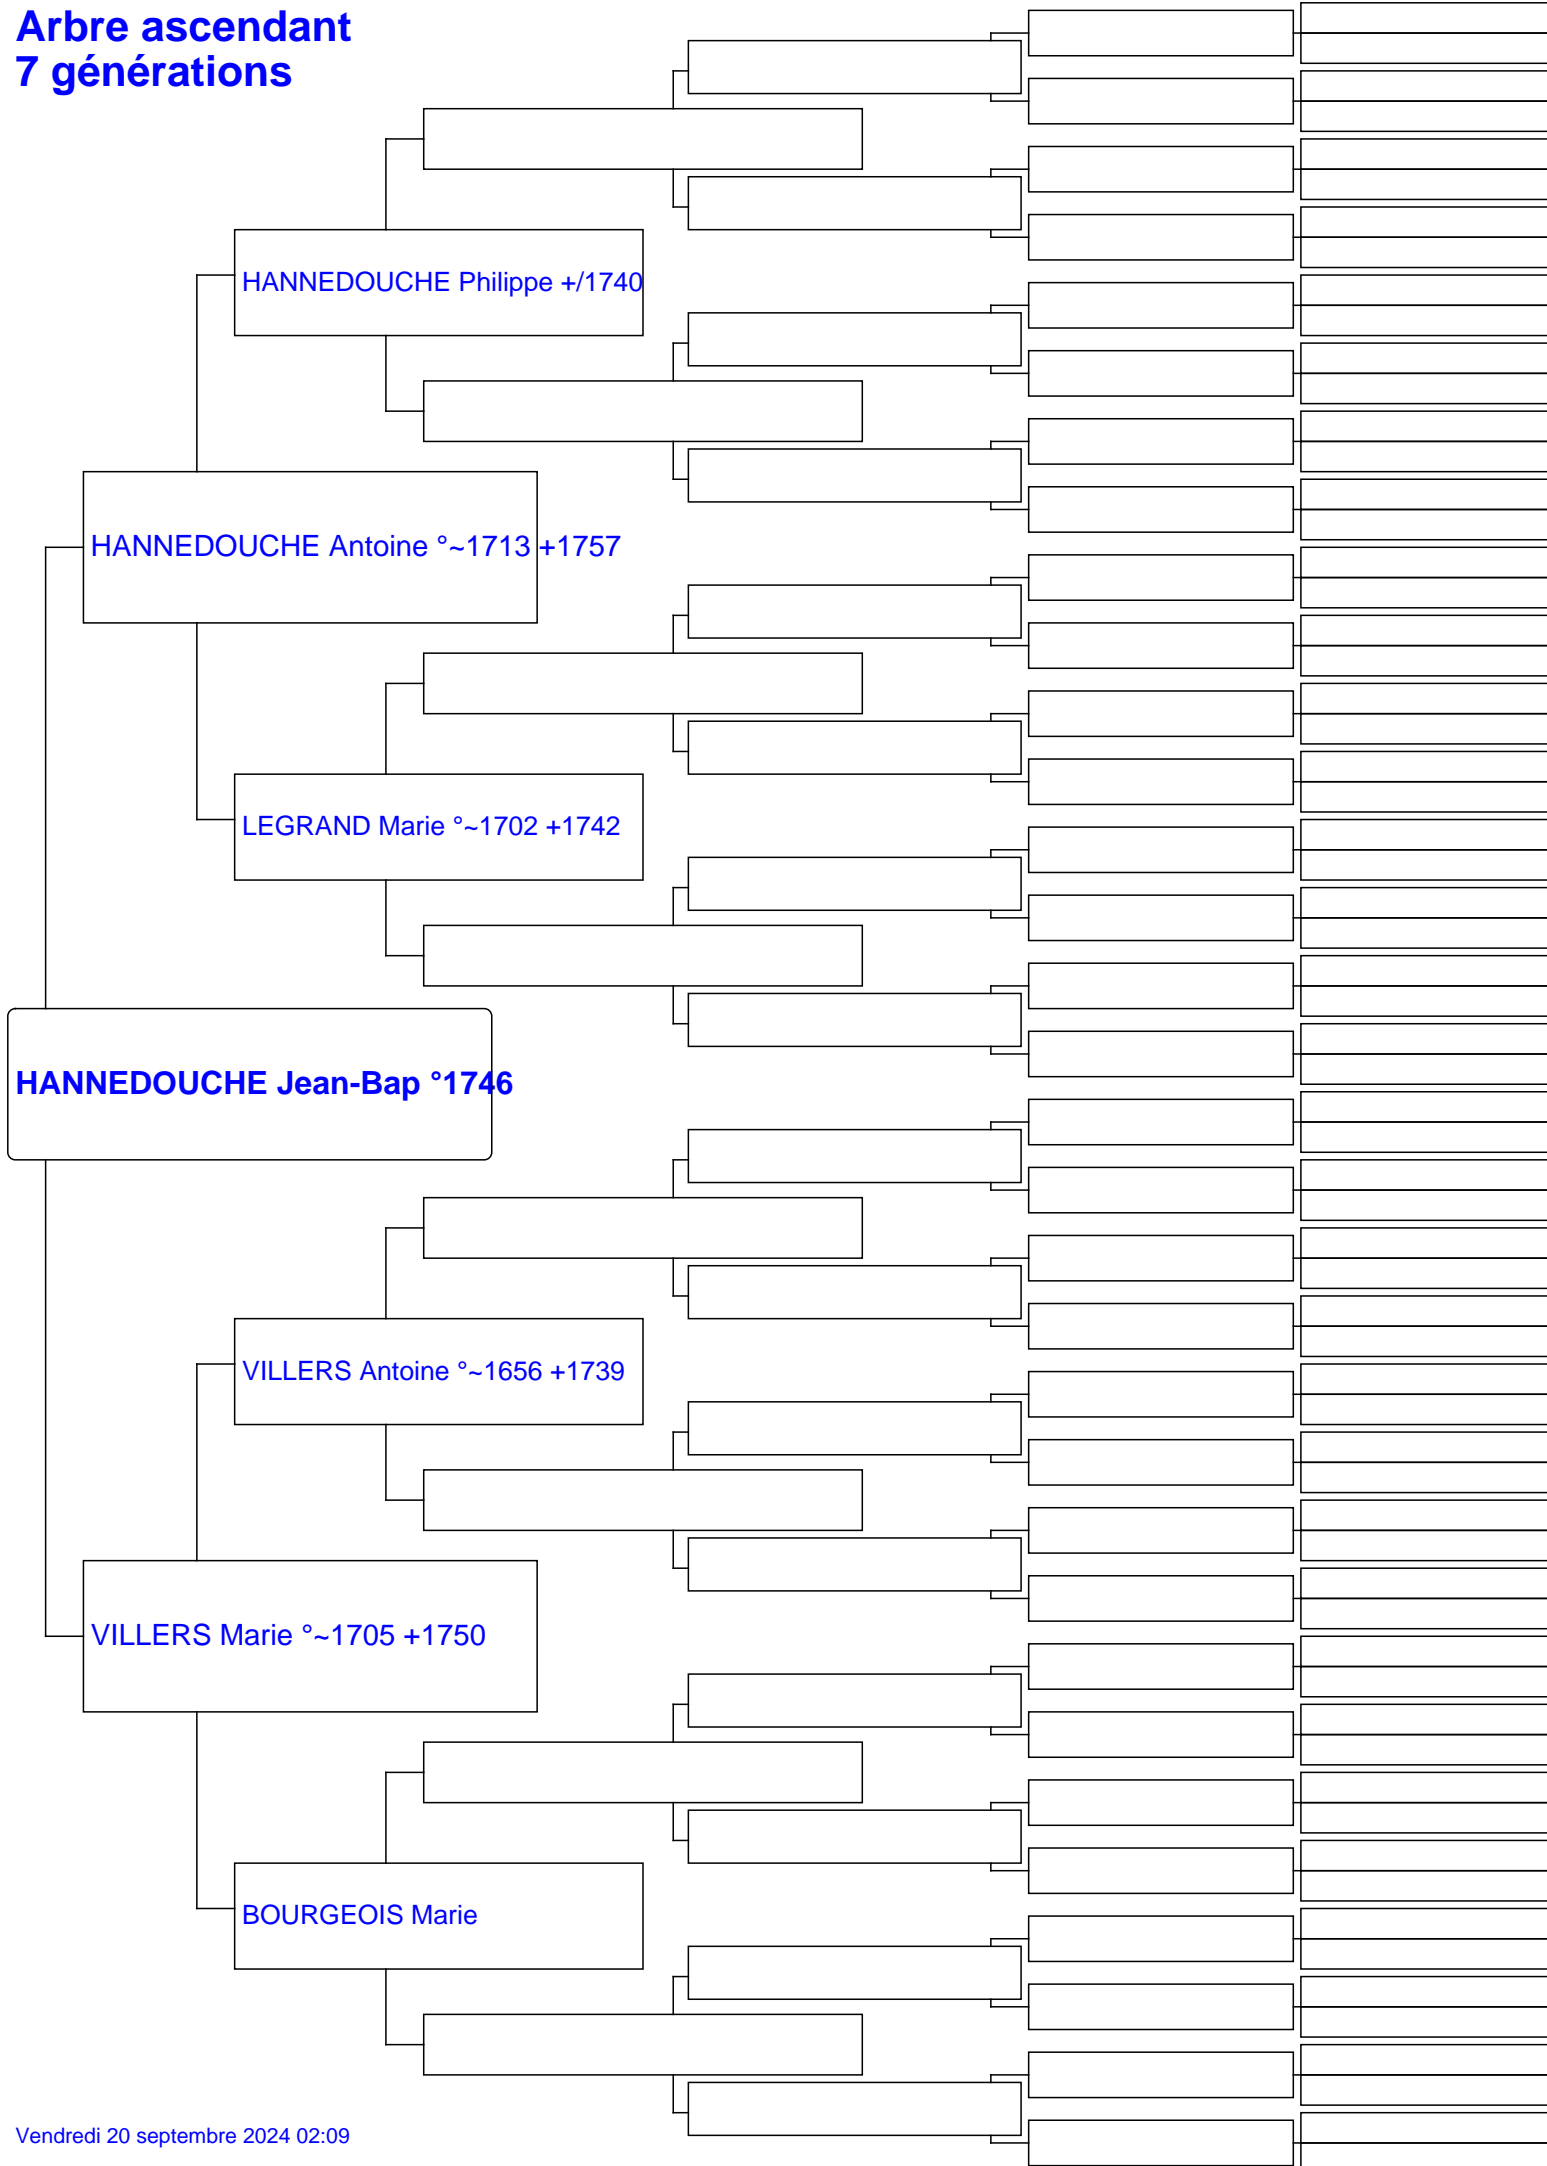 Arbre ascendant
7 générations
HANNEDOUCHE Philippe +/1740
HANNEDOUCHE Antoine °~1713 +1757
LEGRAND Marie °~1702 +1742
HANNEDOUCHE Jean-Bap °1746
VILLERS Antoine °~1656 +1739
VILLERS Marie °~1705 +1750
BOURGEOIS Marie
Vendredi 20 septembre 2024 02:09